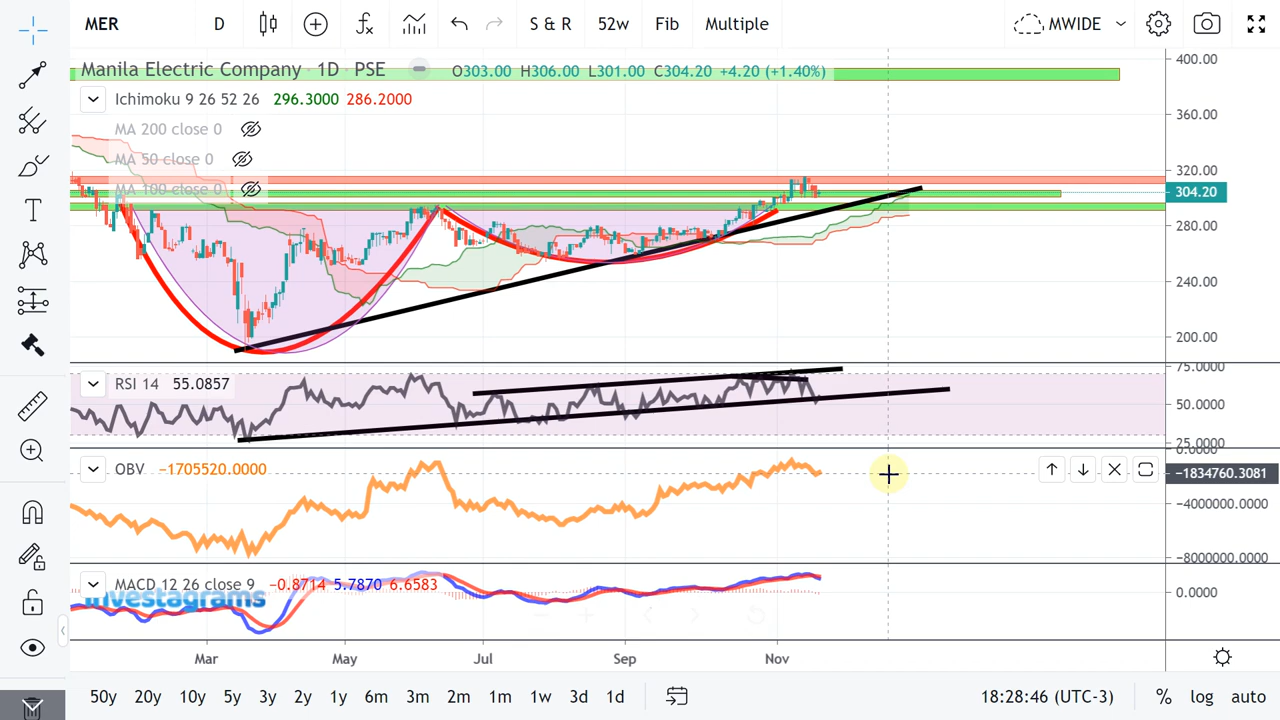 MER D S & R 52w Fib Multiple MWIDE
Manila Electric Company · 1D · PSE O303.00 H306.00 L301.00 C304.20 +4.20 (+1.40%)
Ichimoku 9 26 52 26 296.3000 286.2000
MA 200 close 0
MA 50 close 0
MA 100 close 0
400.00
360.00
320.00
304.20
280.00
240.00
200.00
RSI 14 55.0857
75.0000
50.0000
25.0000
OBV −1705520.0000
0.0000
−1834760.3081
−4000000.0000
−8000000.0000
MACD 12 26 close 9 −0.8714 5.7870 6.6583
Investagrams
0.0000
Mar May Jul Sep Nov
50y 20y 10y 5y 3y 2y 1y 6m 3m 2m 1m 1w 3d 1d 18:28:46 (UTC-3) % log auto